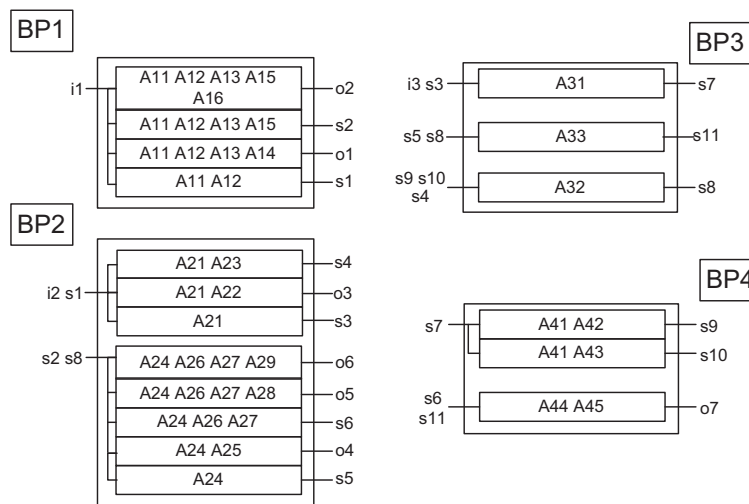 BP1
i1
A11 A12 A13 A15
A16
o2
A11 A12 A13 A15
s2
A11 A12 A13 A14
o1
A11 A12
s1
BP2
i2 s1
A21 A23
s4
A21 A22
o3
A21
s3
s2 s8
A24 A26 A27 A29
o6
A24 A26 A27 A28
o5
A24 A26 A27
s6
A24 A25
o4
A24
s5
BP3
i3 s3
A31
s7
s5 s8
A33
s11
s9 s10
s4
A32
s8
BP4
s7
A41 A42
s9
A41 A43
s10
s6
s11
A44 A45
o7